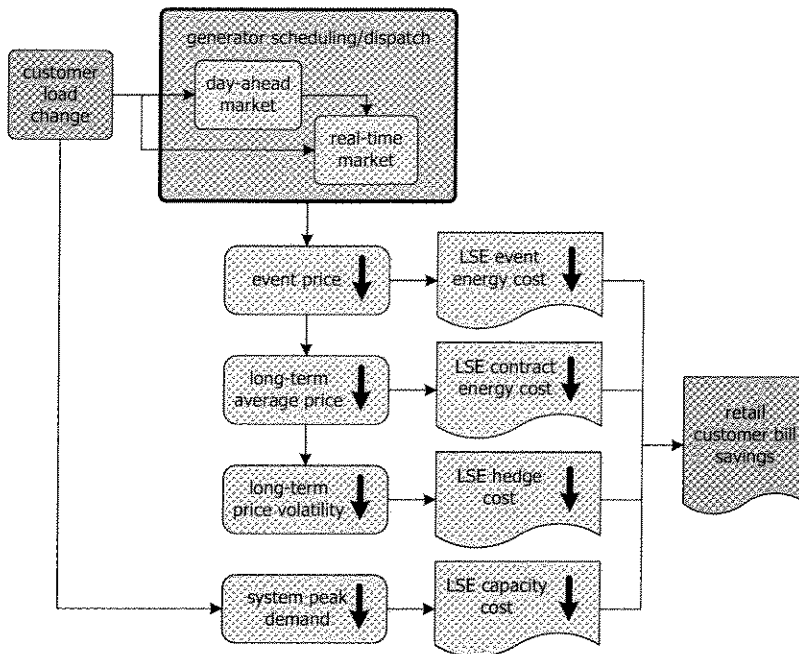 generator scheduling/dispatch
customer
load
change
day-ahead
market
real-time
market
event price
LSE event
energy cost
long-term
average price
LSE contract
energy cost
retail
customer bill
savings
long-term
price volatility
LSE hedge
cost
system peak
demand
LSE capacity
cost